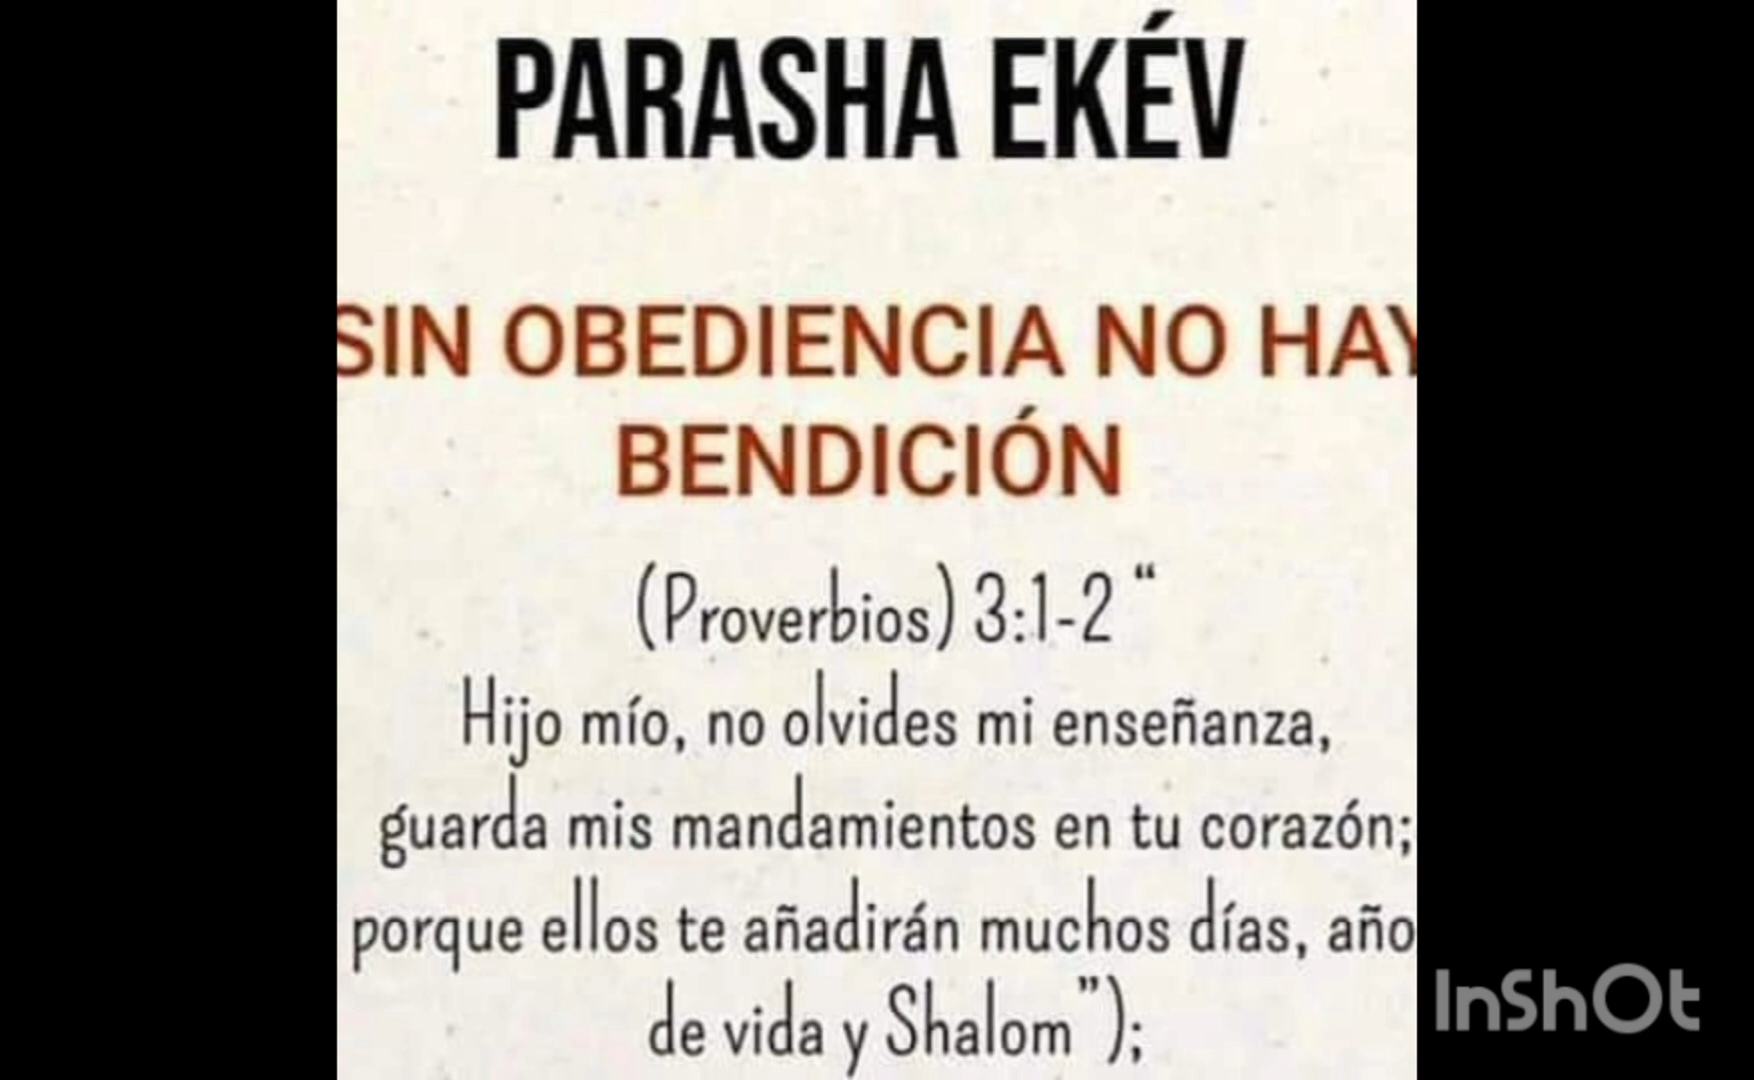 PARASHA EKÉV
SIN OBEDIENCIA NO HAY
BENDICIÓN
(Proverbios) 3:1-2 “
Hijo mío, no olvides mi enseñanza,
guarda mis mandamientos en tu corazón;
porque ellos te añadirán muchos días, año
de vida y Shalom ”);
InShOt